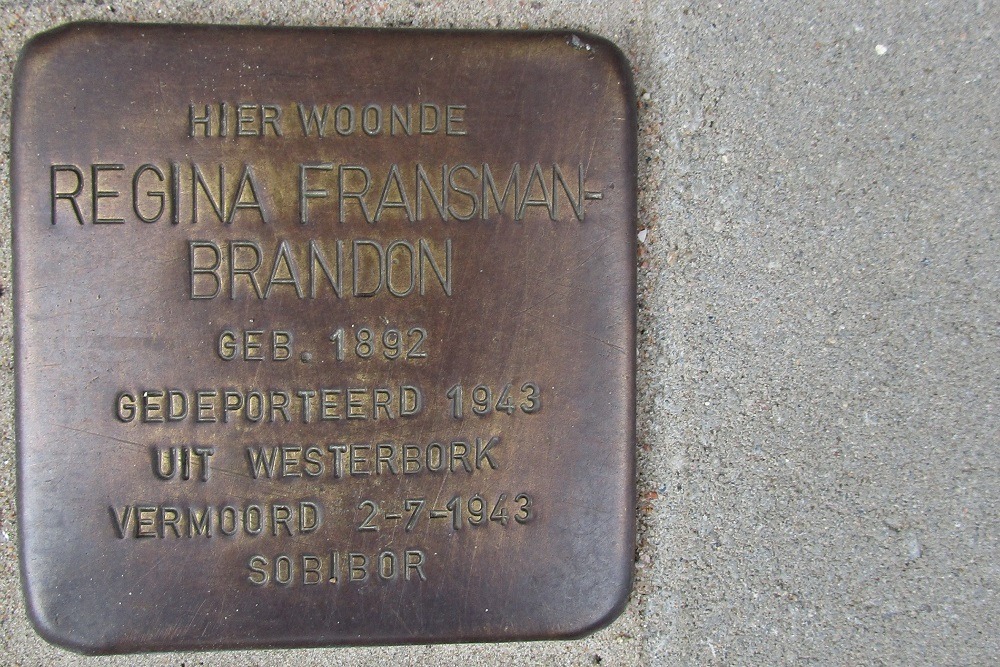 HIER WOONDE
REGINA FRANSMAN-
BRANDON
GEB. 1892
GEDEPORTEERD 1943
UIT WESTERBORK
VERMOORD 2-7-1943
SOBIBOR